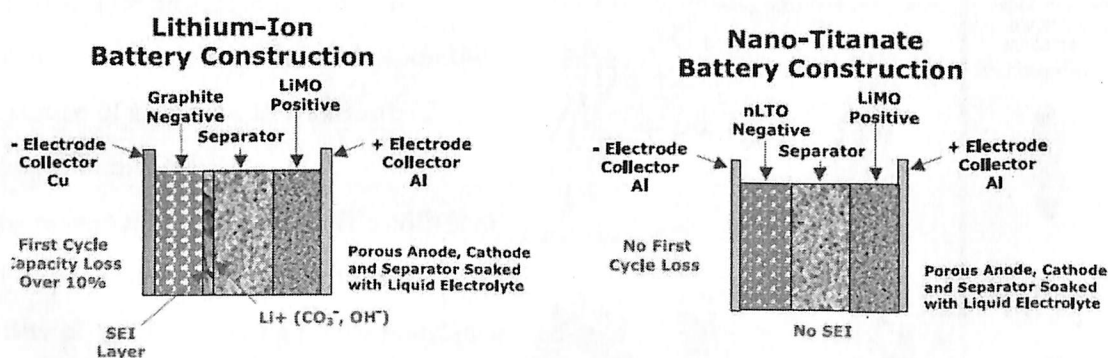 Lithium-Ion
Battery Construction
Graphite
Negative
LiMO
Positive
Separator
- Electrode
Collector
Cu
+ Electrode
Collector
Al
First Cycle
Capacity Loss
Over 10%
Porous Anode, Cathode
and Separator Soaked
with Liquid Electrolyte
SEI
Layer
Li+ (CO₃⁻, OH⁻)
Nano-Titanate
Battery Construction
nLTO
Negative
LiMO
Positive
Separator
- Electrode
Collector
Al
+ Electrode
Collector
Al
No First
Cycle Loss
Porous Anode, Cathode
and Separator Soaked
with Liquid Electrolyte
No SEI